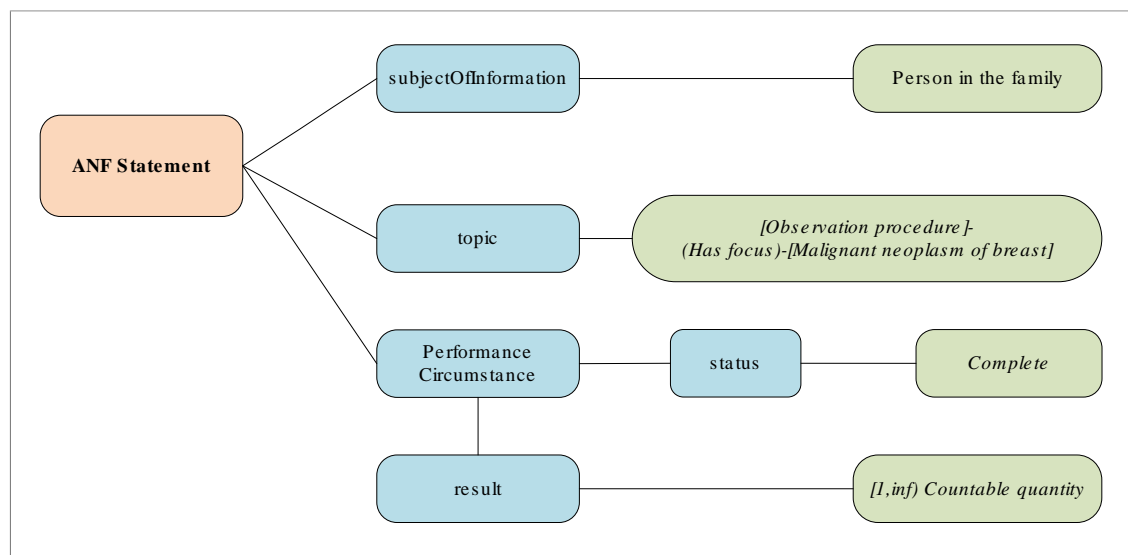 subjectOfInformation
Person in the family
ANF Statement
topic
[Observation procedure]-
(Has focus)-[Malignant neoplasm of breast]
Performance
Circumstance
status
Complete
result
[1,inf) Countable quantity